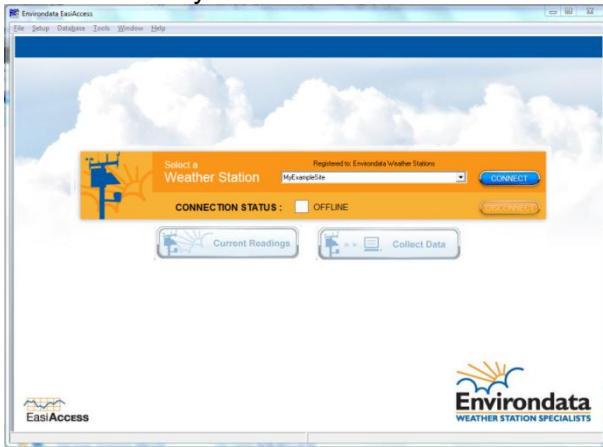 Environdata EasiAccess
File Setup Database Tools Window Help
Select a
Weather Station
Registered to: Environdata Weather Stations
MyExampleSite
CONNECT
CONNECTION STATUS :
OFFLINE
DISCONNECT
Current Readings
Collect Data
EasiAccess
Environdata
WEATHER STATION SPECIALISTS